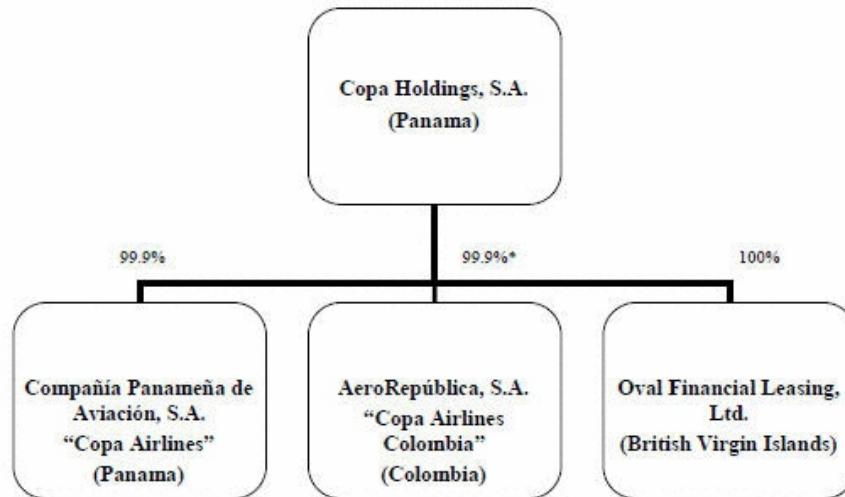 Copa Holdings, S.A.
(Panama)
99.9%
99.9%*
100%
Compañía Panameña de
Aviación, S.A.
“Copa Airlines”
(Panama)
AeroRepública, S.A.
“Copa Airlines
Colombia”
(Colombia)
Oval Financial Leasing,
Ltd.
(British Virgin Islands)